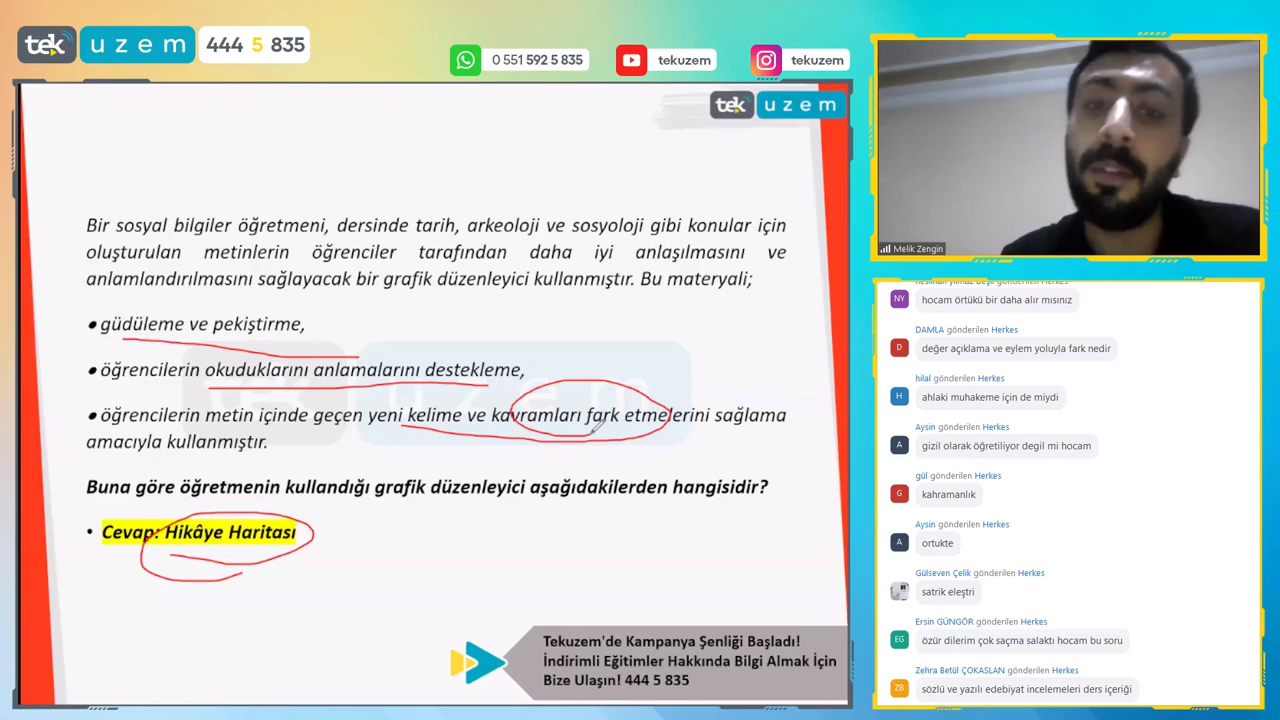 tek uzem 444 5 835
0 551 592 5 835
tekuzem
tekuzem
tek uzem
Bir sosyal bilgiler öğretmeni, dersinde tarih, arkeoloji ve sosyoloji gibi konular için
oluşturulan metinlerin öğrenciler tarafından daha iyi anlaşılmasını ve
anlamlandırılmasını sağlayacak bir grafik düzenleyici kullanmıştır. Bu materyali;
• güdüleme ve pekiştirme,
• öğrencilerin okuduklarını anlamalarını destekleme,
• öğrencilerin metin içinde geçen yeni kelime ve kavramları fark etmelerini sağlama
amacıyla kullanmıştır.
Buna göre öğretmenin kullandığı grafik düzenleyici aşağıdakilerden hangisidir?
• Cevap: Hikâye Haritası
Tekuzem'de Kampanya Şenliği Başladı!
İndirimli Eğitimler Hakkında Bilgi Almak İçin
Bize Ulaşın! 444 5 835
Melik Zengin
NY
hocam örtükü bir daha alır mısınız
DAMLA gönderilen Herkes
D
değer açıklama ve eylem yoluyla fark nedir
hilal gönderilen Herkes
H
ahlaki muhakeme için de miydi
Aysin gönderilen Herkes
A
gizil olarak öğretiliyor degil mi hocam
gül gönderilen Herkes
G
kahramanlık
Aysin gönderilen Herkes
A
ortukte
Gülseven Çelik gönderilen Herkes
satrik eleştri
Ersin GÜNGÖR gönderilen Herkes
EG
özür dilerim çok saçma salaktı hocam bu soru
Zehra Betül ÇOKASLAN gönderilen Herkes
ZB
sözlü ve yazılı edebiyat incelemeleri ders içeriği